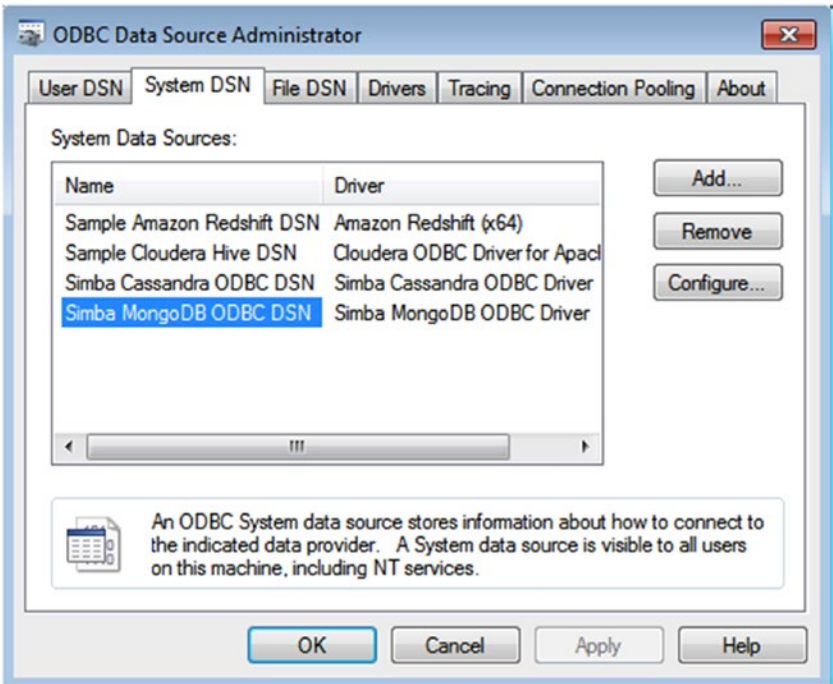 ODBC Data Source Administrator
User DSN System DSN File DSN Drivers Tracing Connection Pooling About
System Data Sources:
Name Driver
Sample Amazon Redshift DSN Amazon Redshift (x64)
Sample Cloudera Hive DSN Cloudera ODBC Driver for Apacl
Simba Cassandra ODBC DSN Simba Cassandra ODBC Driver
Simba MongoDB ODBC DSN Simba MongoDB ODBC Driver
Add...
Remove
Configure...
An ODBC System data source stores information about how to connect to
the indicated data provider. A System data source is visible to all users
on this machine, including NT services.
OK Cancel Apply Help